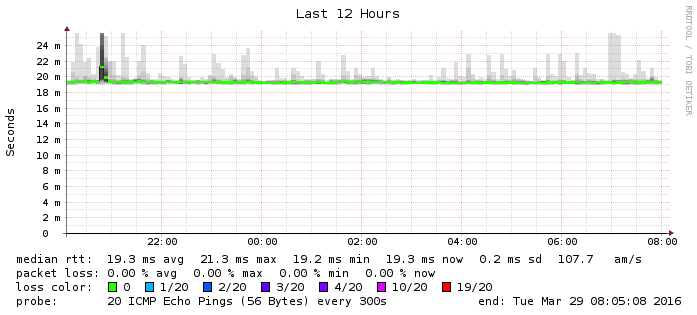 Last 12 Hours
RRDTOOL / TOBI OETIKER
Seconds
24 m
22 m
20 m
18 m
16 m
14 m
12 m
10 m
8 m
6 m
4 m
2 m
0
22:00 00:00 02:00 04:00 06:00 08:00
median rtt: 19.3 ms avg 21.3 ms max 19.2 ms min 19.3 ms now 0.2 ms sd 107.7 am/s
packet loss: 0.00 % avg 0.00 % max 0.00 % min 0.00 % now
loss color: 0 1/20 2/20 3/20 4/20 10/20 19/20
probe: 20 ICMP Echo Pings (56 Bytes) every 300s end: Tue Mar 29 08:05:08 2016